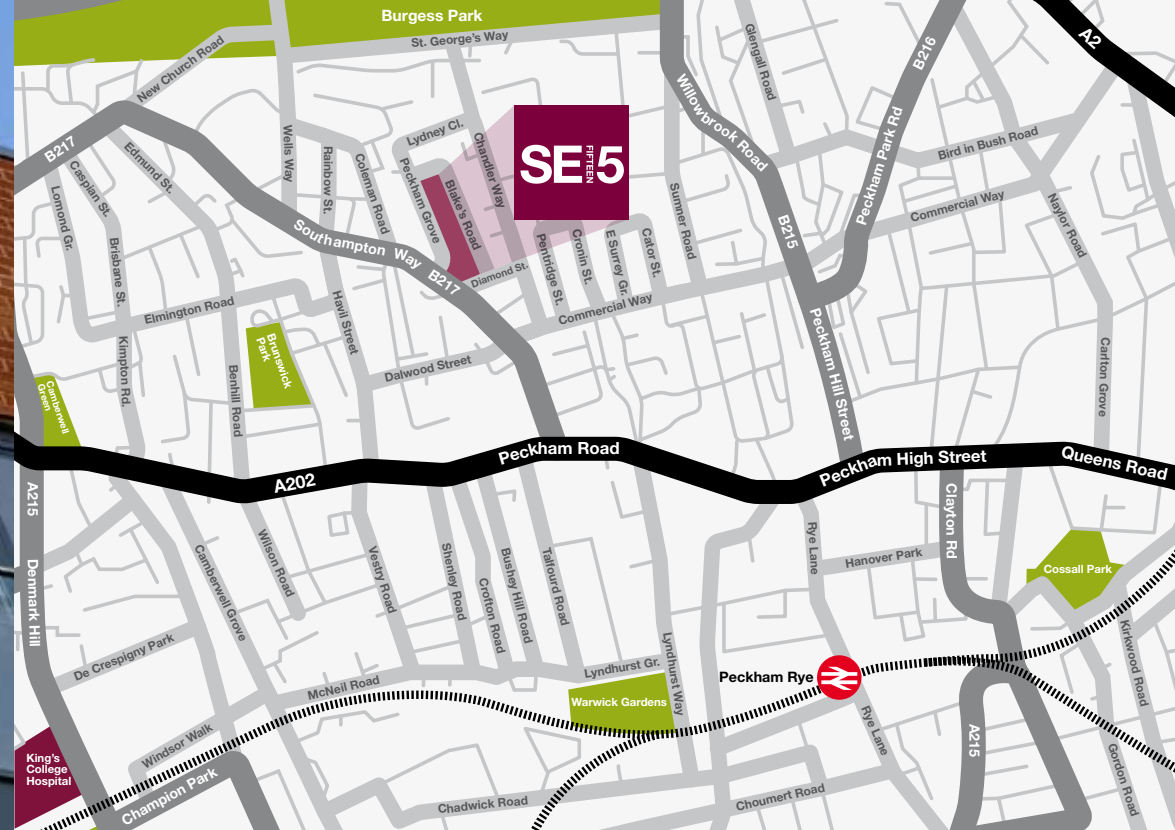 Burgess Park
St. George's Way
New Church Road
Glengall Road
B216
A2
B217
Willowbrook Road
Peckham Park Rd
Bird in Bush Road
Edmund St.
Caspian St.
Lomond Gr.
Wells Way
Rainbow St.
Coleman Road
Lydney Cl.
Peckham Grove
Blake's Road
Chandler Way
SE FIFTEEN 5
Sumner Road
Commercial Way
Naylor Road
B215
Brisbane St.
Southampton Way
B217
Diamond St.
Pentridge St.
Cronin St.
E Surrey Gr.
Cator St.
Commercial Way
Elmington Road
Havil Street
Brunswick
Park
Dalwood Street
Peckham Hill Street
Carlton Grove
Kimpton Rd.
Benhill Road
Camberwell
Green
Peckham Road
A202
Peckham High Street
Queens Road
A215
Denmark Hill
Camberwell Grove
Wilson Road
Vestry Road
Shenley Road
Crofton Road
Bushey Hill Road
Talfourd Road
Rye Lane
Hanover Park
Clayton Rd
Cossall Park
De Crespigny Park
McNeil Road
Lyndhurst Gr.
Lyndhurst Way
Warwick Gardens
Peckham Rye
Kirkwood Road
Windsor Walk
Rye Lane
A215
Gordon Road
King's
College
Hospital
Champion Park
Chadwick Road
Choumert Road